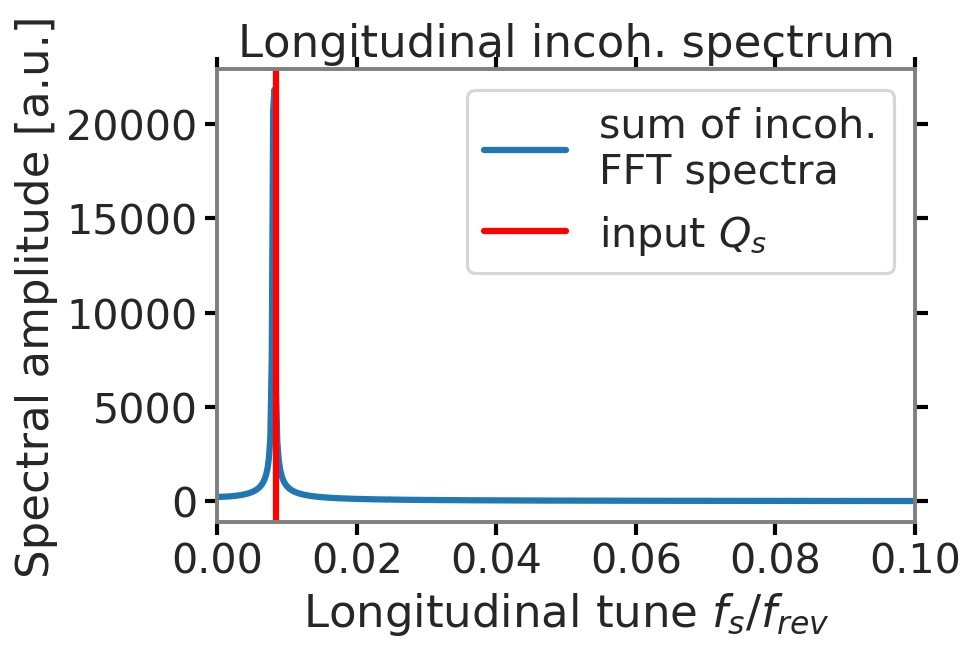 Longitudinal incoh. spectrum
Spectral amplitude [a.u.]
20000
15000
10000
5000
0
sum of incoh.
FFT spectra
input Qₛ
0.00 0.02 0.04 0.06 0.08 0.10
Longitudinal tune fₛ/f_rev